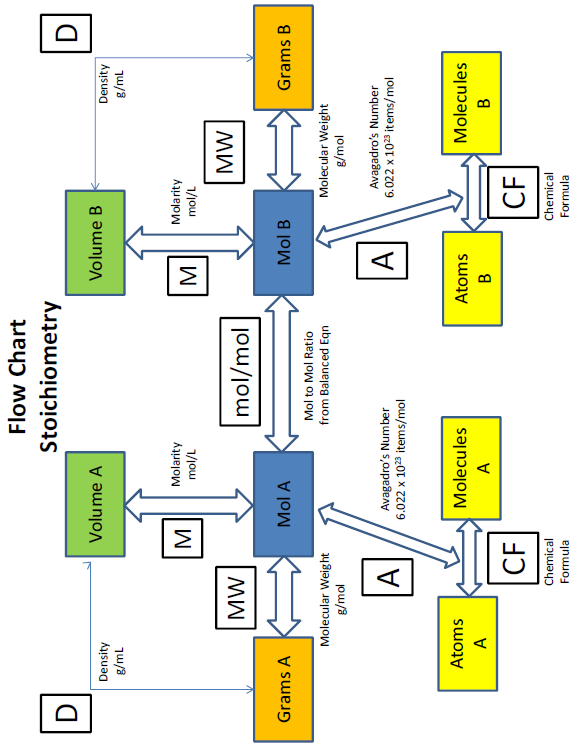 Flow Chart
Stoichiometry
D
Density
g/mL
Volume A
Molarity
mol/L
M
Grams A
MW
Molecular Weight
g/mol
Mol A
mol/mol
Mol to Mol Ratio
from Balanced Eqn
A
Avagadro's Number
6.022 x 10²³ items/mol
Atoms
A
CF
Chemical
Formula
Molecules
A
Volume B
Molarity
mol/L
M
Density
g/mL
D
Mol B
MW
Molecular Weight
g/mol
Grams B
A
Avagadro's Number
6.022 x 10²³ items/mol
Atoms
B
CF
Chemical
Formula
Molecules
B